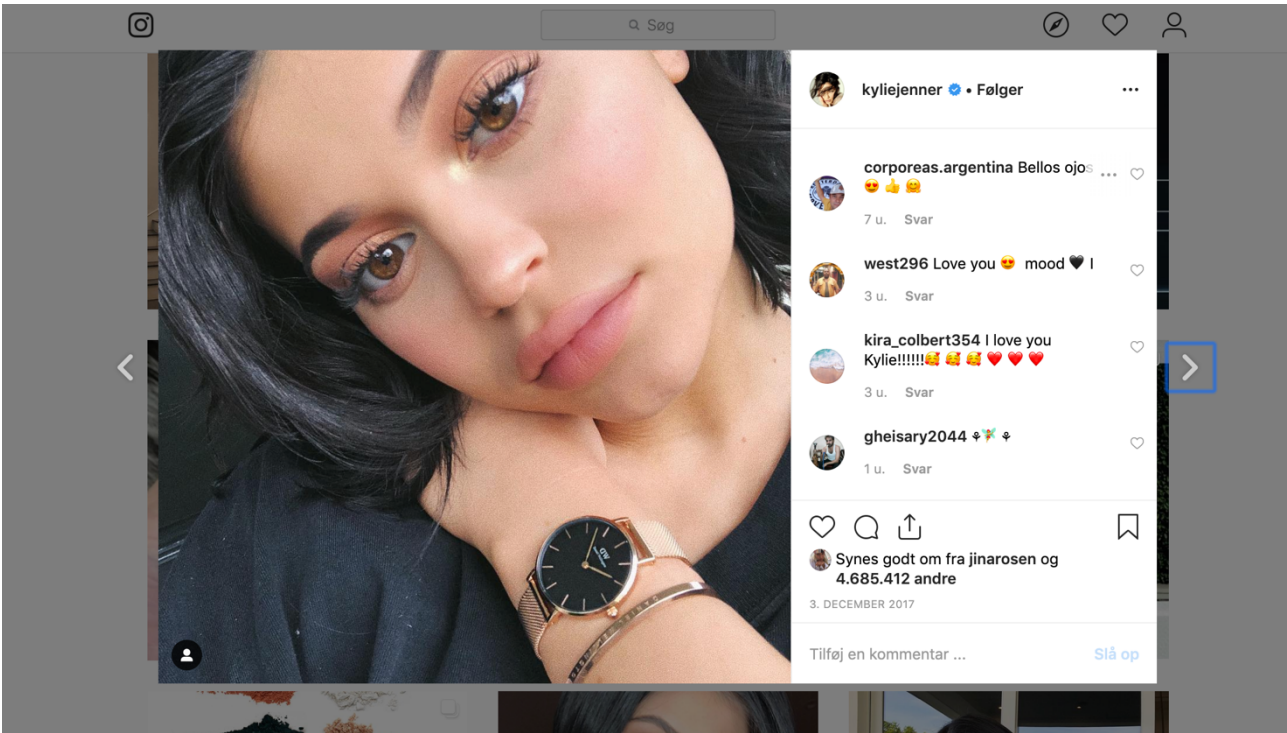 Søg
kyliejenner • Følger
corporeas.argentina Bellos ojos
😍 👍 🤗
7 u. Svar
west296 Love you 😍 mood 🖤 I
3 u. Svar
kira_colbert354 I love you
Kylie!!!!!!🥰 🥰 🥰 ❤️ ❤️ ❤️
3 u. Svar
gheisary2044 ⚘🧚⚘
1 u. Svar
Synes godt om fra jinarosen og
4.685.412 andre
3. DECEMBER 2017
Tilføj en kommentar ...
Slå op
DW